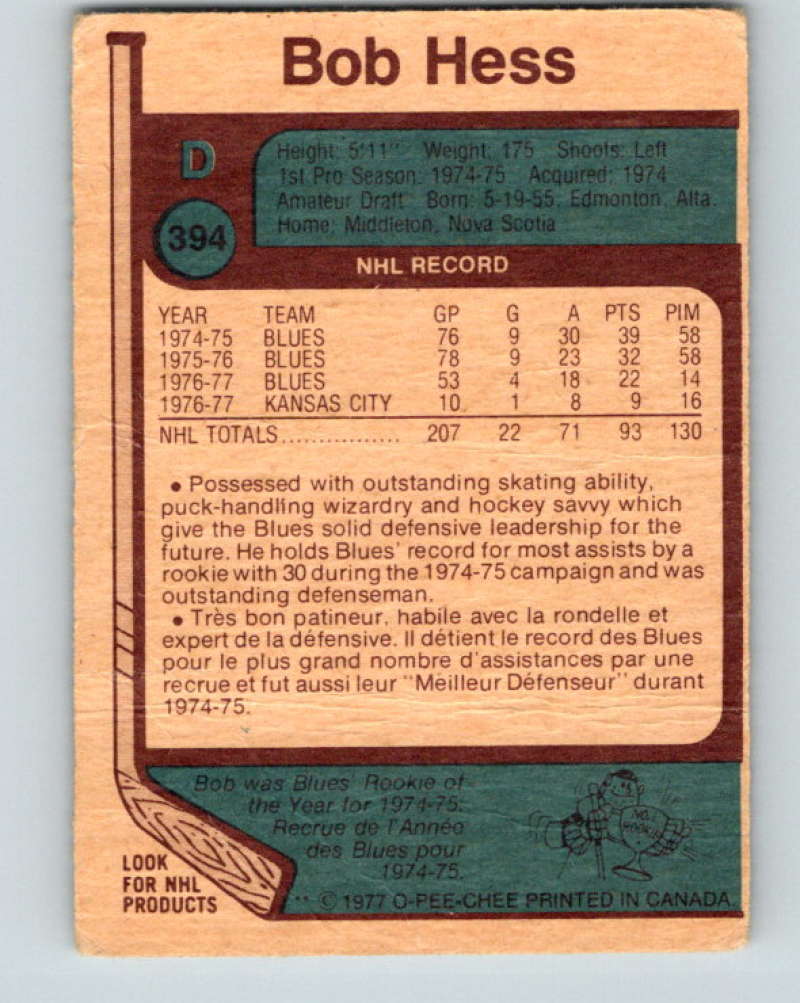 Bob Hess
D
394
Height: 5'11" Weight: 175 Shoots: Left
1st Pro Season: 1974-75 Acquired: 1974
Amateur Draft Born: 5-19-55, Edmonton, Alta.
Home: Middleton, Nova Scotia
NHL RECORD
YEAR TEAM GP G A PTS PIM
1974-75 BLUES 76 9 30 39 58
1975-76 BLUES 78 9 23 32 58
1976-77 BLUES 53 4 18 22 14
1976-77 KANSAS CITY 10 1 8 9 16
NHL TOTALS................ 207 22 71 93 130
• Possessed with outstanding skating ability,
puck-handling wizardry and hockey savvy which
give the Blues solid defensive leadership for the
future. He holds Blues' record for most assists by a
rookie with 30 during the 1974-75 campaign and was
outstanding defenseman.
• Très bon patineur, habile avec la rondelle et
expert de la défensive. Il détient le record des Blues
pour le plus grand nombre d'assistances par une
recrue et fut aussi leur "Meilleur Défenseur" durant
1974-75.
Bob was Blues' Rookie of
the Year for 1974-75.
Recrue de l'Année
des Blues pour
1974-75.
NO. 1
ROOKIE
LOOK
FOR NHL
PRODUCTS
** © 1977 O-PEE-CHEE PRINTED IN CANADA